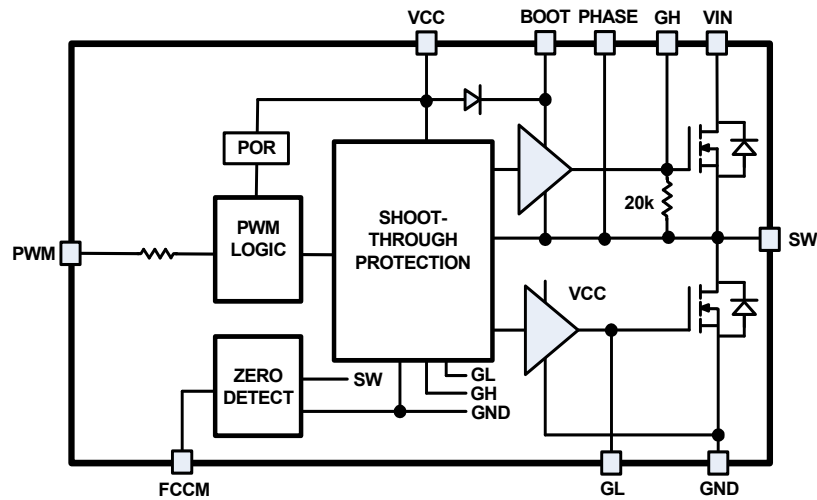 VCC
BOOT
PHASE
GH
VIN
POR
PWM
LOGIC
SHOOT-
THROUGH
PROTECTION
20k
PWM
SW
VCC
ZERO
DETECT
SW
GL
GH
GND
FCCM
GL
GND